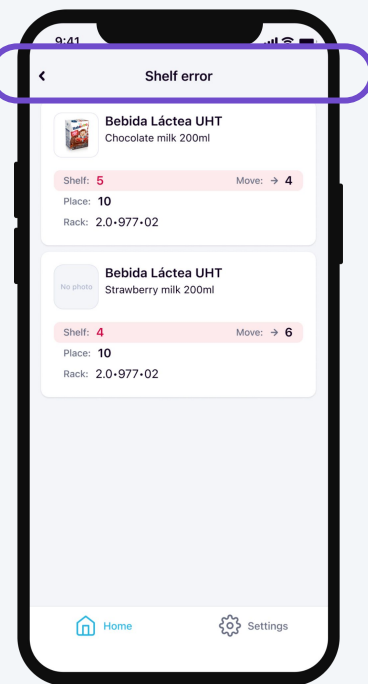 9:41
Shelf error
Bebida Láctea UHT
Chocolate milk 200ml
Shelf: 5 Move: → 4
Place: 10
Rack: 2.0•977•02
No photo
Bebida Láctea UHT
Strawberry milk 200ml
Shelf: 4 Move: → 6
Place: 10
Rack: 2.0•977•02
Home Settings